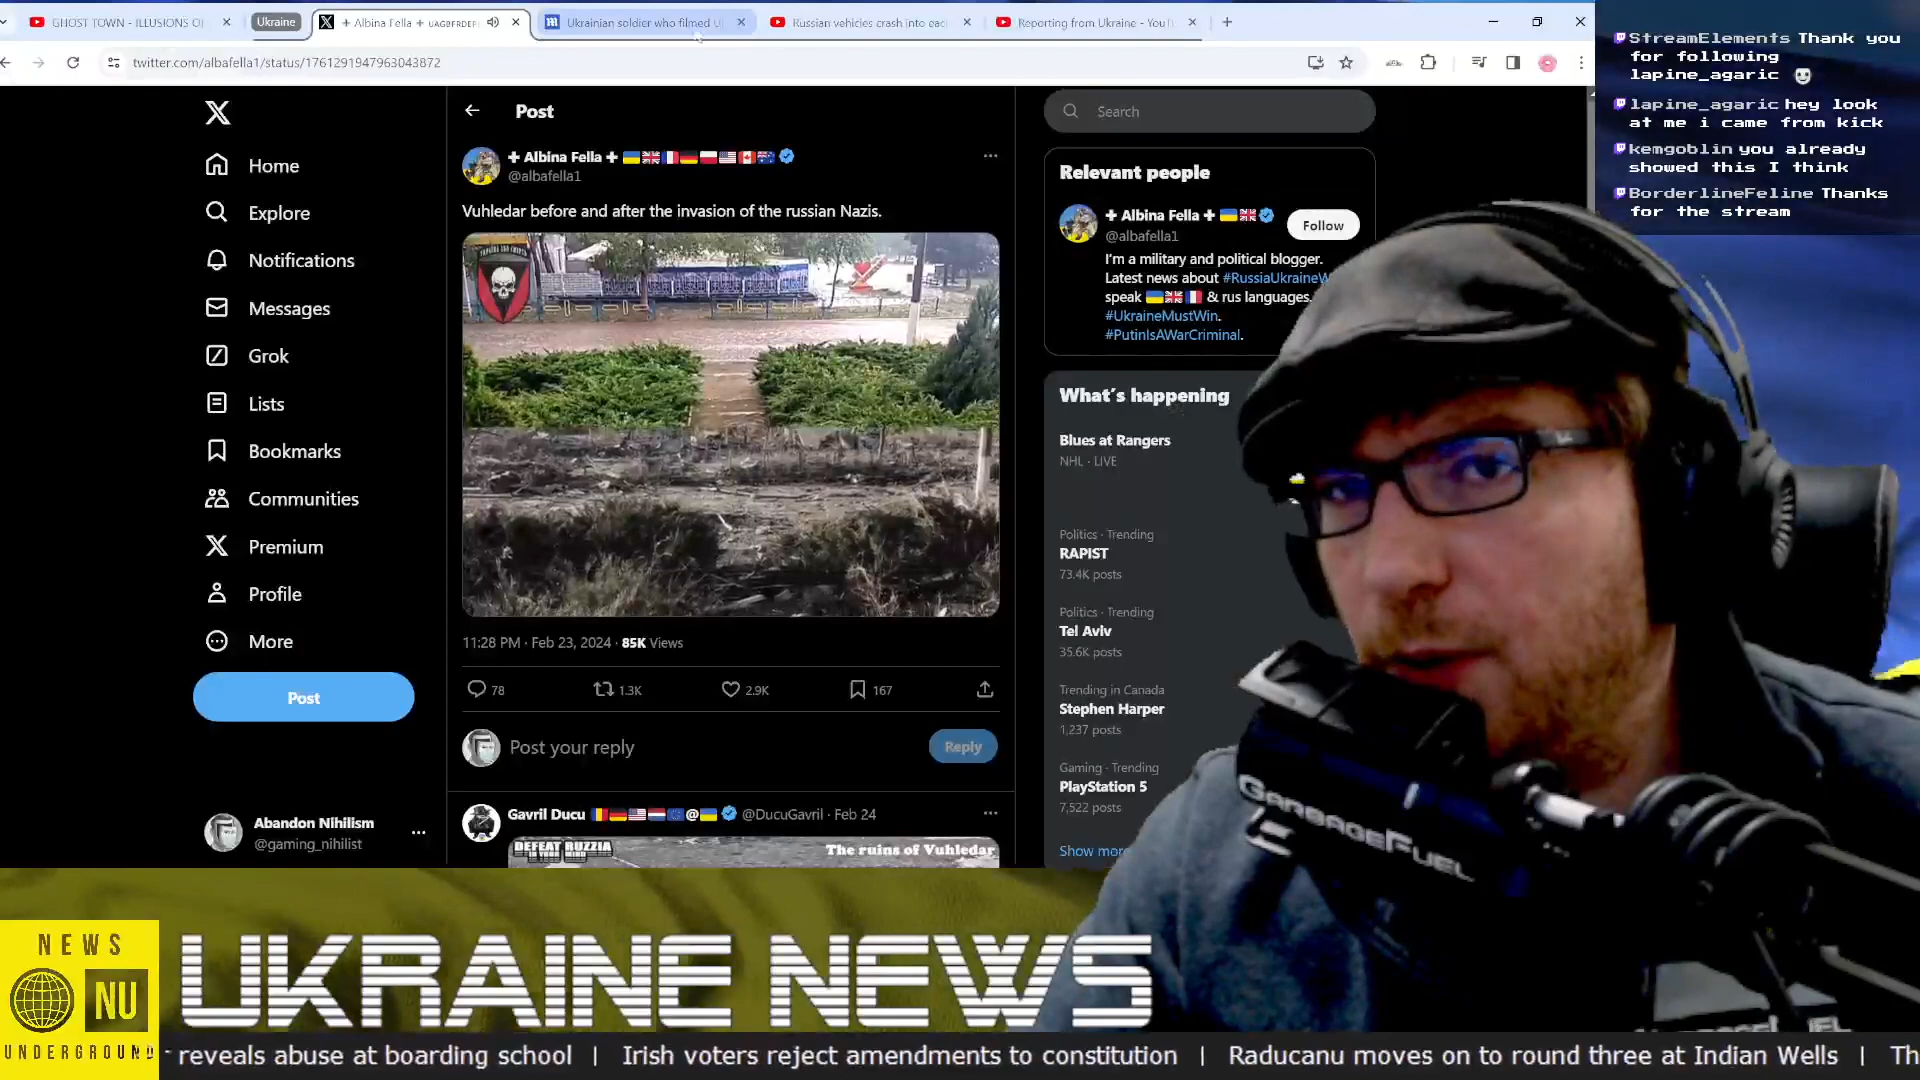 GHOST TOWN - ILLUSIONS OF
Ukraine
+ Albina Fella +
Ukrainian soldier who filmed
Russian vehicles crash into eac
Reporting from Ukraine - YouT
twitter.com/albafella1/status/1761291947963043872
StreamElements Thank you
for following
lapine_agaric
lapine_agaric hey look
at me i came from kick
kemgoblin you already
showed this I think
BorderlineFeline Thanks
for the stream
Home
Explore
Notifications
Messages
Grok
Lists
Bookmarks
Communities
Premium
Profile
More
Post
Abandon Nihilism
@gaming_nihilist
Post
+ Albina Fella +
@albafella1
Vuhledar before and after the invasion of the russian Nazis.
11:28 PM · Feb 23, 2024 · 85K Views
78
1.3K
2.9K
167
Post your reply
Reply
Gavril Ducu @ @DucuGavril · Feb 24
DEFEAT RUZZIA
The ruins of Vuhledar
Search
Relevant people
+ Albina Fella +
@albafella1
Follow
I'm a military and political blogger.
Latest news about #RussiaUkraineW
speak & rus languages.
#UkraineMustWin.
#PutinIsAWarCriminal.
What's happening
Blues at Rangers
NHL · LIVE
Politics · Trending
RAPIST
73.4K posts
Politics · Trending
Tel Aviv
35.6K posts
Trending in Canada
Stephen Harper
1,237 posts
Gaming · Trending
PlayStation 5
7,522 posts
Show more
GARBAGEFUEL
NEWS
NU
UNDERGROUND
UKRAINE NEWS
reveals abuse at boarding school | Irish voters reject amendments to constitution | Raducanu moves on to round three at Indian Wells | Th